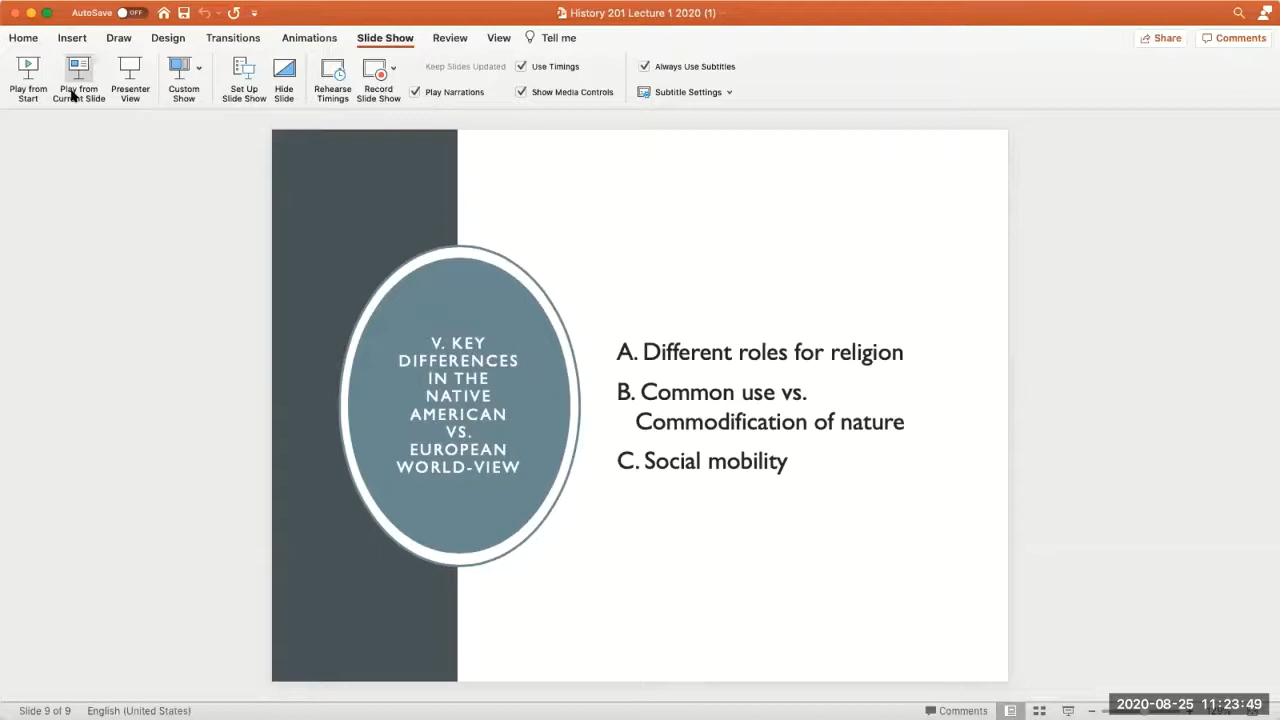 AutoSave OFF
History 201 Lecture 1 2020 (1)
Home Insert Draw Design Transitions Animations Slide Show Review View Tell me
Share Comments
Play from Start
Play from Current Slide
Presenter View
Custom Show
Set Up Slide Show
Hide Slide
Rehearse Timings
Record Slide Show
Keep Slides Updated
Play Narrations
Use Timings
Show Media Controls
Always Use Subtitles
Subtitle Settings
V. KEY
DIFFERENCES
IN THE
NATIVE
AMERICAN
VS.
EUROPEAN
WORLD-VIEW
A. Different roles for religion
B. Common use vs.
Commodification of nature
C. Social mobility
Slide 9 of 9 English (United States)
Comments
2020-08-25 11:23:49